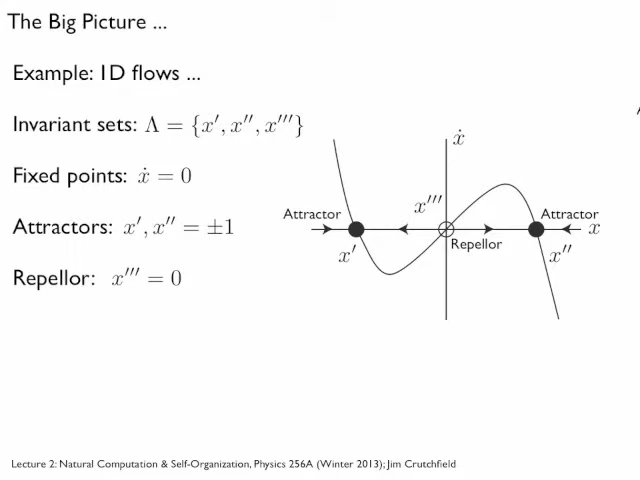 The Big Picture ...
Example: 1D flows ...
Invariant sets: Λ = {x′, x″, x‴}
Fixed points: ẋ = 0
Attractors: x′, x″ = ±1
Repellor: x‴ = 0
ẋ
x‴
Attractor
Attractor
x
Repellor
x′
x″
Lecture 2: Natural Computation & Self-Organization, Physics 256A (Winter 2013); Jim Crutchfield